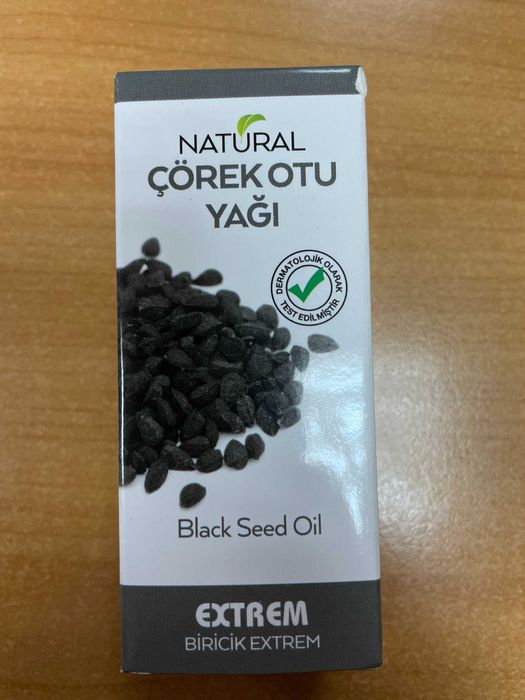 NATURAL
ÇÖREK OTU
YAĞI
DERMATOLOJİK OLARAK
TEST EDİLMİŞTİR
Black Seed Oil
EXTREM
BİRİCİK EXTREM